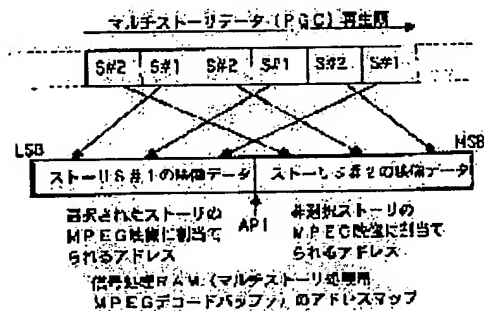 マルチストーリデータ(PGC)再生順
S#2 S#1 S#2 S#1 S#2 S#1
LSB
MSB
ストーリS#1の映像データ
ストーリS#2の映像データ
API
選択されたストーリの
MPEG映像に割当て
られるアドレス
非選択ストーリの
MPEG映像に割当て
られるアドレス
信号処理RAM(マルチストーリ処理用
MPEGデコードバッファ)のアドレスマップ